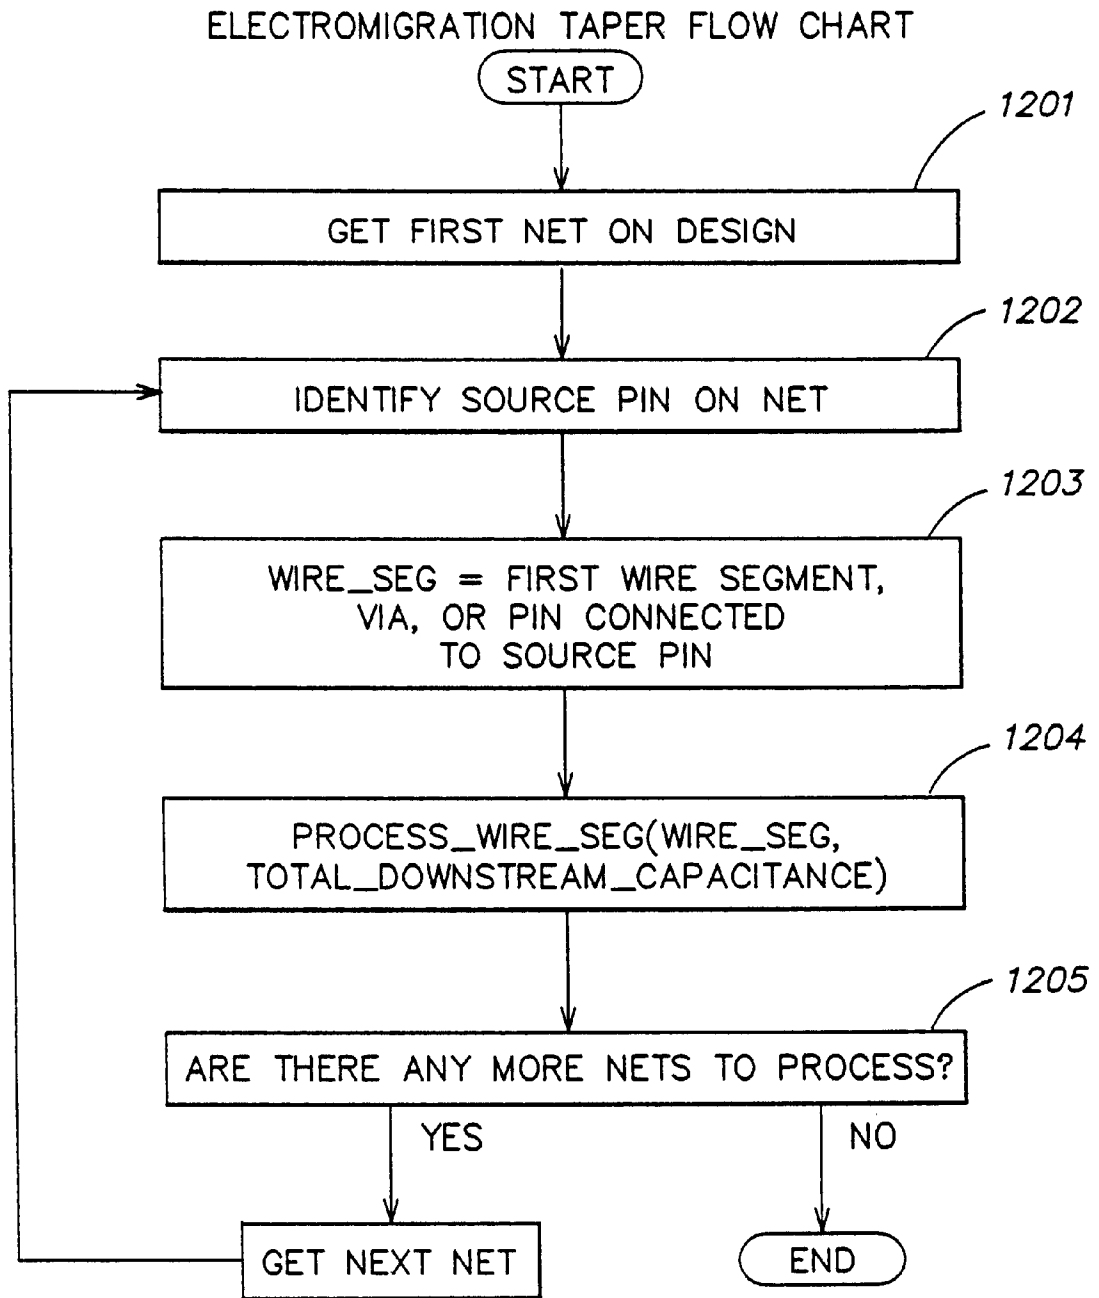 ELECTROMIGRATION TAPER FLOW CHART
START
1201
GET FIRST NET ON DESIGN
1202
IDENTIFY SOURCE PIN ON NET
1203
WIRE_SEG = FIRST WIRE SEGMENT,
VIA, OR PIN CONNECTED
TO SOURCE PIN
1204
PROCESS_WIRE_SEG(WIRE_SEG,
TOTAL_DOWNSTREAM_CAPACITANCE)
1205
ARE THERE ANY MORE NETS TO PROCESS?
YES
NO
GET NEXT NET
END